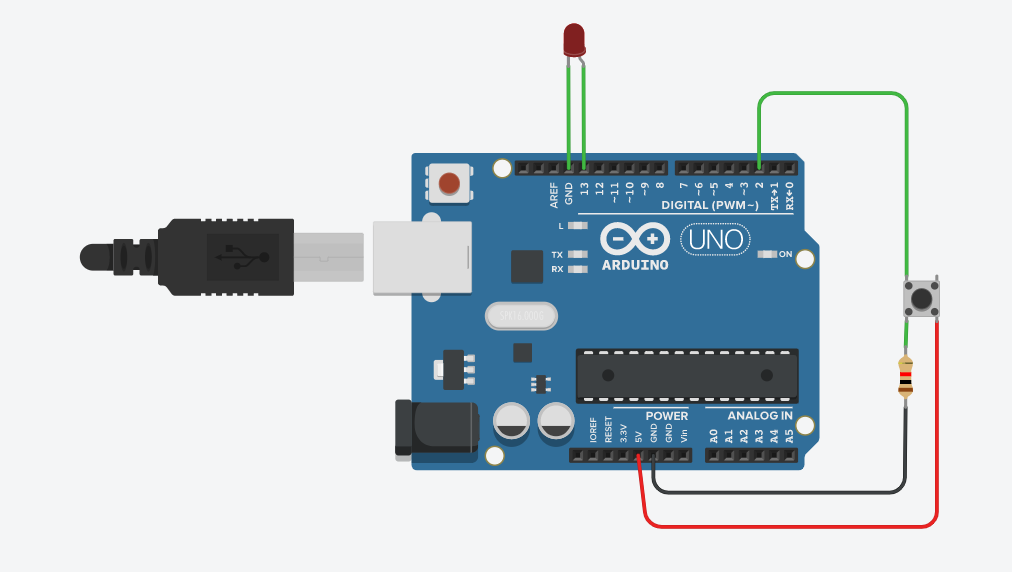 AREF
GND
13
12
~11
~10
~9
8
7
~6
~5
4
~3
2
TX→1
RX←0
DIGITAL (PWM~)
L
TX
RX
ARDUINO
UNO
ON
POWER
ANALOG IN
IOREF
RESET
3.3V
5V
GND
GND
Vin
A0
A1
A2
A3
A4
A5